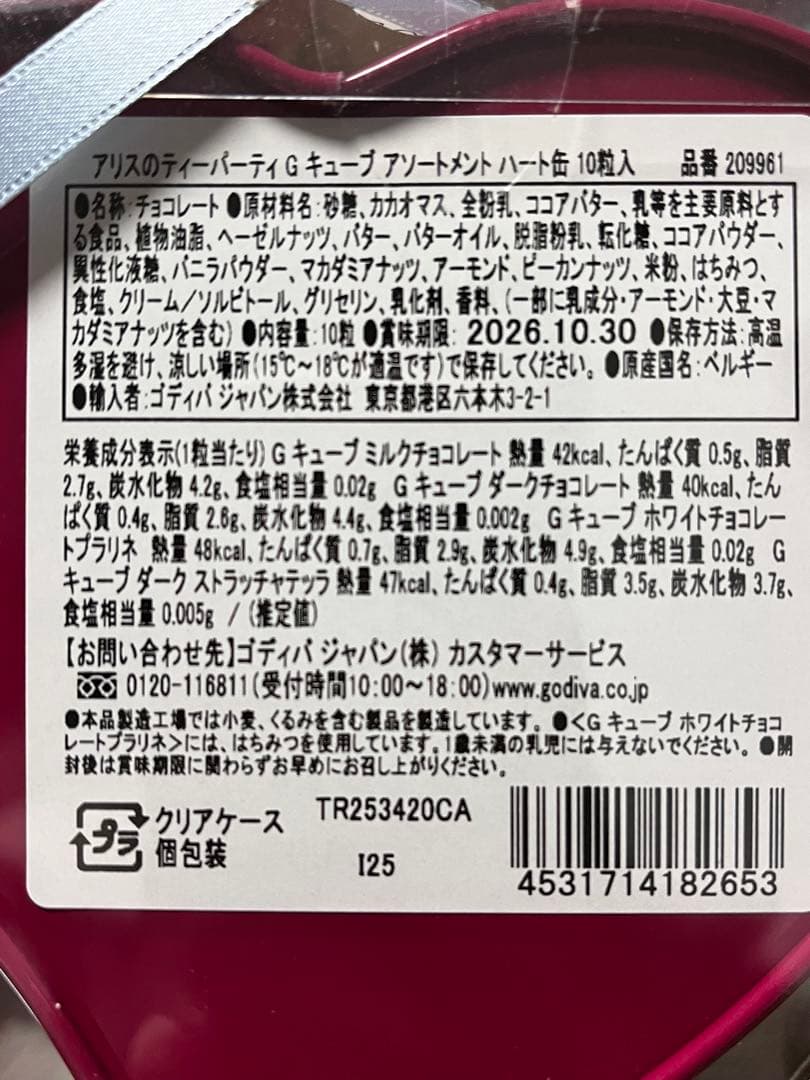 アリスのティーパーティ G キューブ アソートメント ハート缶 10粒入 品番 209961
●名称:チョコレート ●原材料名:砂糖、カカオマス、全粉乳、ココアバター、乳等を主要原料とす
る食品、植物油脂、ヘーゼルナッツ、バター、バターオイル、脱脂粉乳、転化糖、ココアパウダー、
異性化液糖、バニラパウダー、マカダミアナッツ、アーモンド、ピーカンナッツ、米粉、はちみつ、
食塩、クリーム/ソルビトール、グリセリン、乳化剤、香料、(一部に乳成分・アーモンド・大豆・マ
カダミアナッツを含む) ●内容量:10粒 ●賞味期限: 2026.10.30 ●保存方法:高温
多湿を避け、涼しい場所(15℃～18℃が適温です)で保存してください。 ●原産国名:ベルギー
●輸入者:ゴディバ ジャパン株式会社 東京都港区六本木3-2-1
栄養成分表示(1粒当たり) G キューブ ミルクチョコレート 熱量 42kcal、たんぱく質 0.5g、脂質
2.7g、炭水化物 4.2g、食塩相当量 0.02g G キューブ ダークチョコレート 熱量 40kcal、たん
ぱく質 0.4g、脂質 2.6g、炭水化物 4.4g、食塩相当量 0.002g G キューブ ホワイトチョコレー
トプラリネ 熱量 48kcal、たんぱく質 0.7g、脂質 2.9g、炭水化物 4.9g、食塩相当量 0.02g G
キューブ ダーク ストラッチャテッラ 熱量 47kcal、たんぱく質 0.4g、脂質 3.5g、炭水化物 3.7g、
食塩相当量 0.005g / (推定値)
【お問い合わせ先】ゴディバ ジャパン(株) カスタマーサービス
0120-116811(受付時間10:00～18:00)www.godiva.co.jp
●本品製造工場では小麦、くるみを含む製品を製造しています。 ●<G キューブ ホワイトチョコ
レートプラリネ>には、はちみつを使用しています。1歳未満の乳児には与えないでください。 ●開
封後は賞味期限に関わらずお早めにお召し上がりください。
プラ クリアケース TR253420CA
個包装 I25
4531714182653